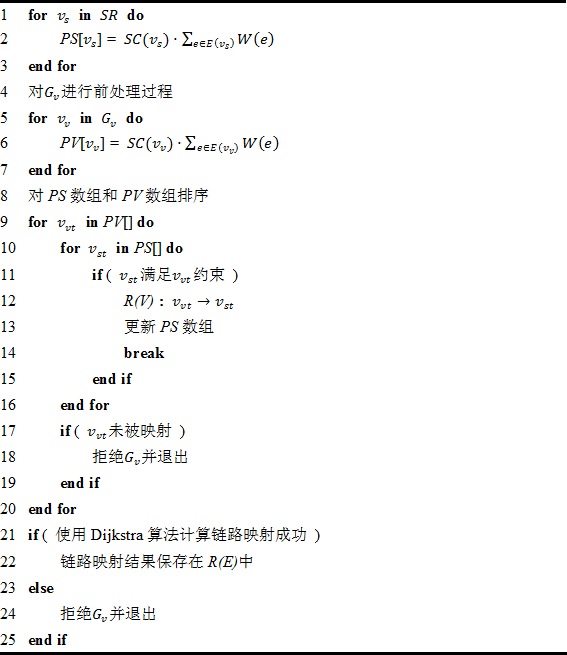 1 for v_s in SR do
2 PS[v_s] = SC(v_s) · ∑_{e∈E(v_s)} W(e)
3 end for
4 对G_v进行前处理过程
5 for v_v in G_v do
6 PV[v_v] = SC(v_v) · ∑_{e∈E(v_v)} W(e)
7 end for
8 对 PS 数组和 PV 数组排序
9 for v_vt in PV[] do
10 for v_st in PS[] do
11 if ( v_st满足v_vt约束 )
12 R(V) : v_vt → v_st
13 更新 PS 数组
14 break
15 end if
16 end for
17 if ( v_vt未被映射 )
18 拒绝G_v并退出
19 end if
20 end for
21 if ( 使用 Dijkstra 算法计算链路映射成功 )
22 链路映射结果保存在 R(E)中
23 else
24 拒绝G_v并退出
25 end if